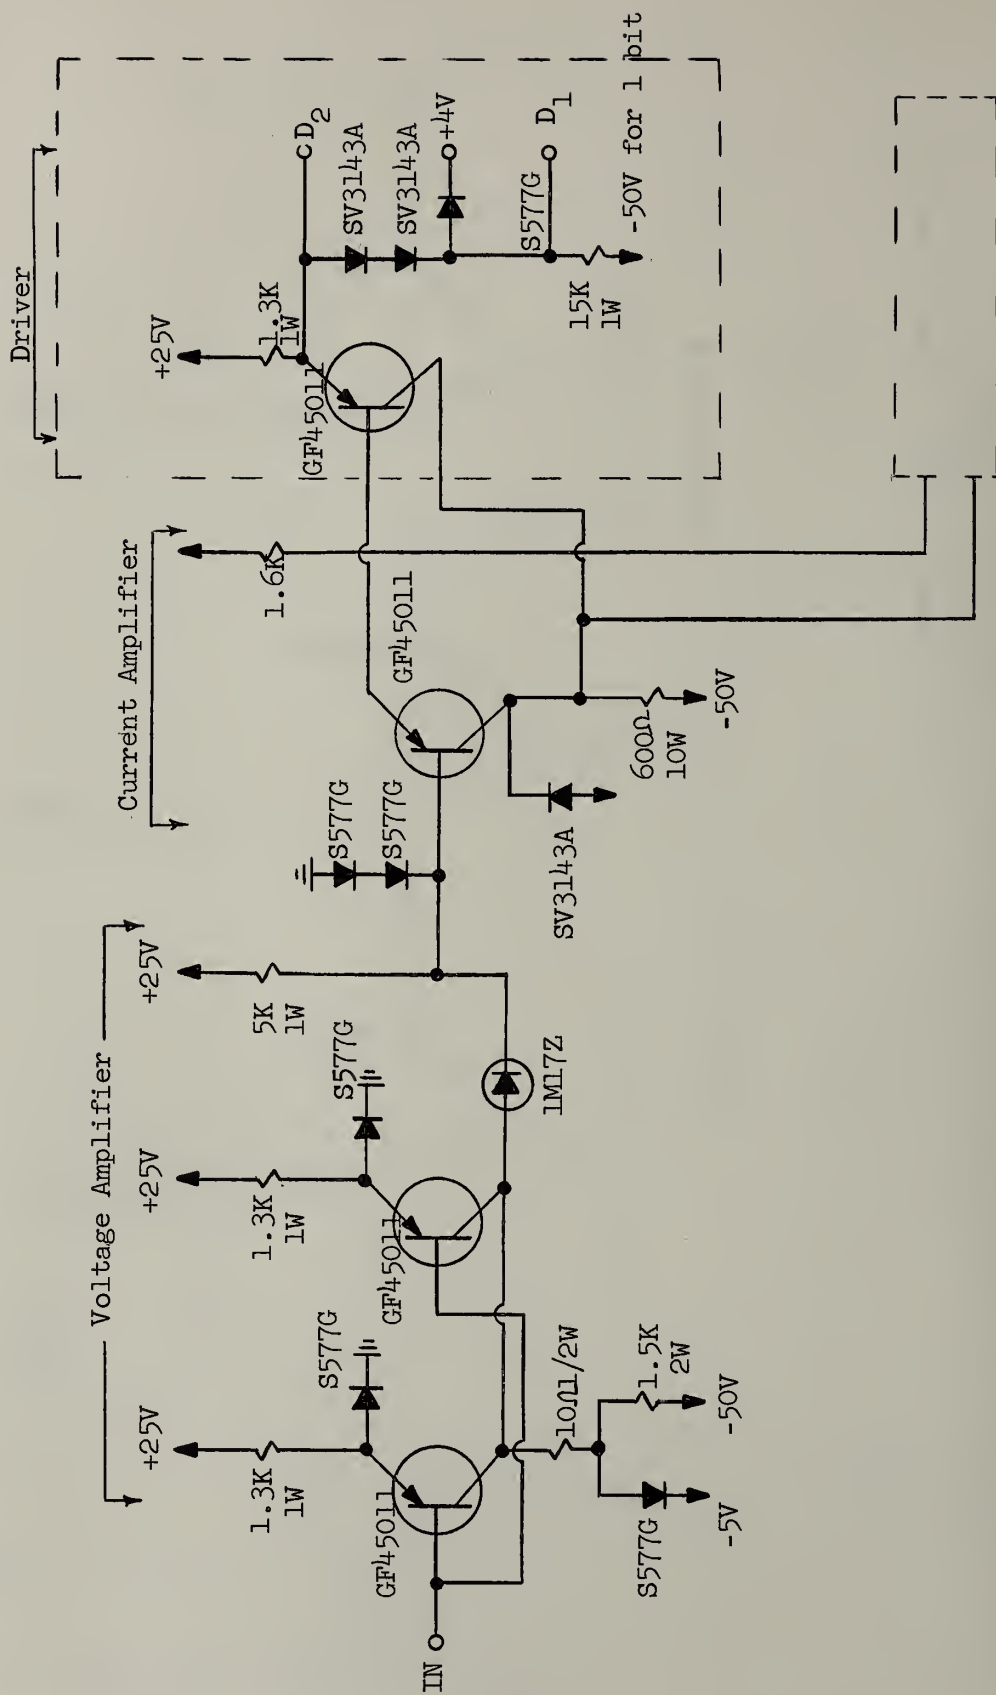 Voltage Amplifier
Current Amplifier
Driver
+25V
+25V
+25V
+25V
1.3K
1W
1.3K
1W
5K
1W
1.6K
1.3K
1W
S577G
S577G
S577G
S577G
GF45011
GF45011
GF45011
GF45011
CD2
SV3143A
SV3143A
+4V
S577G
D1
15K
1W
-50V for 1 bit
IN
1M17Z
10Ω1/2W
1.5K
2W
S577G
-5V
-50V
SV3143A
600Ω
10W
-50V